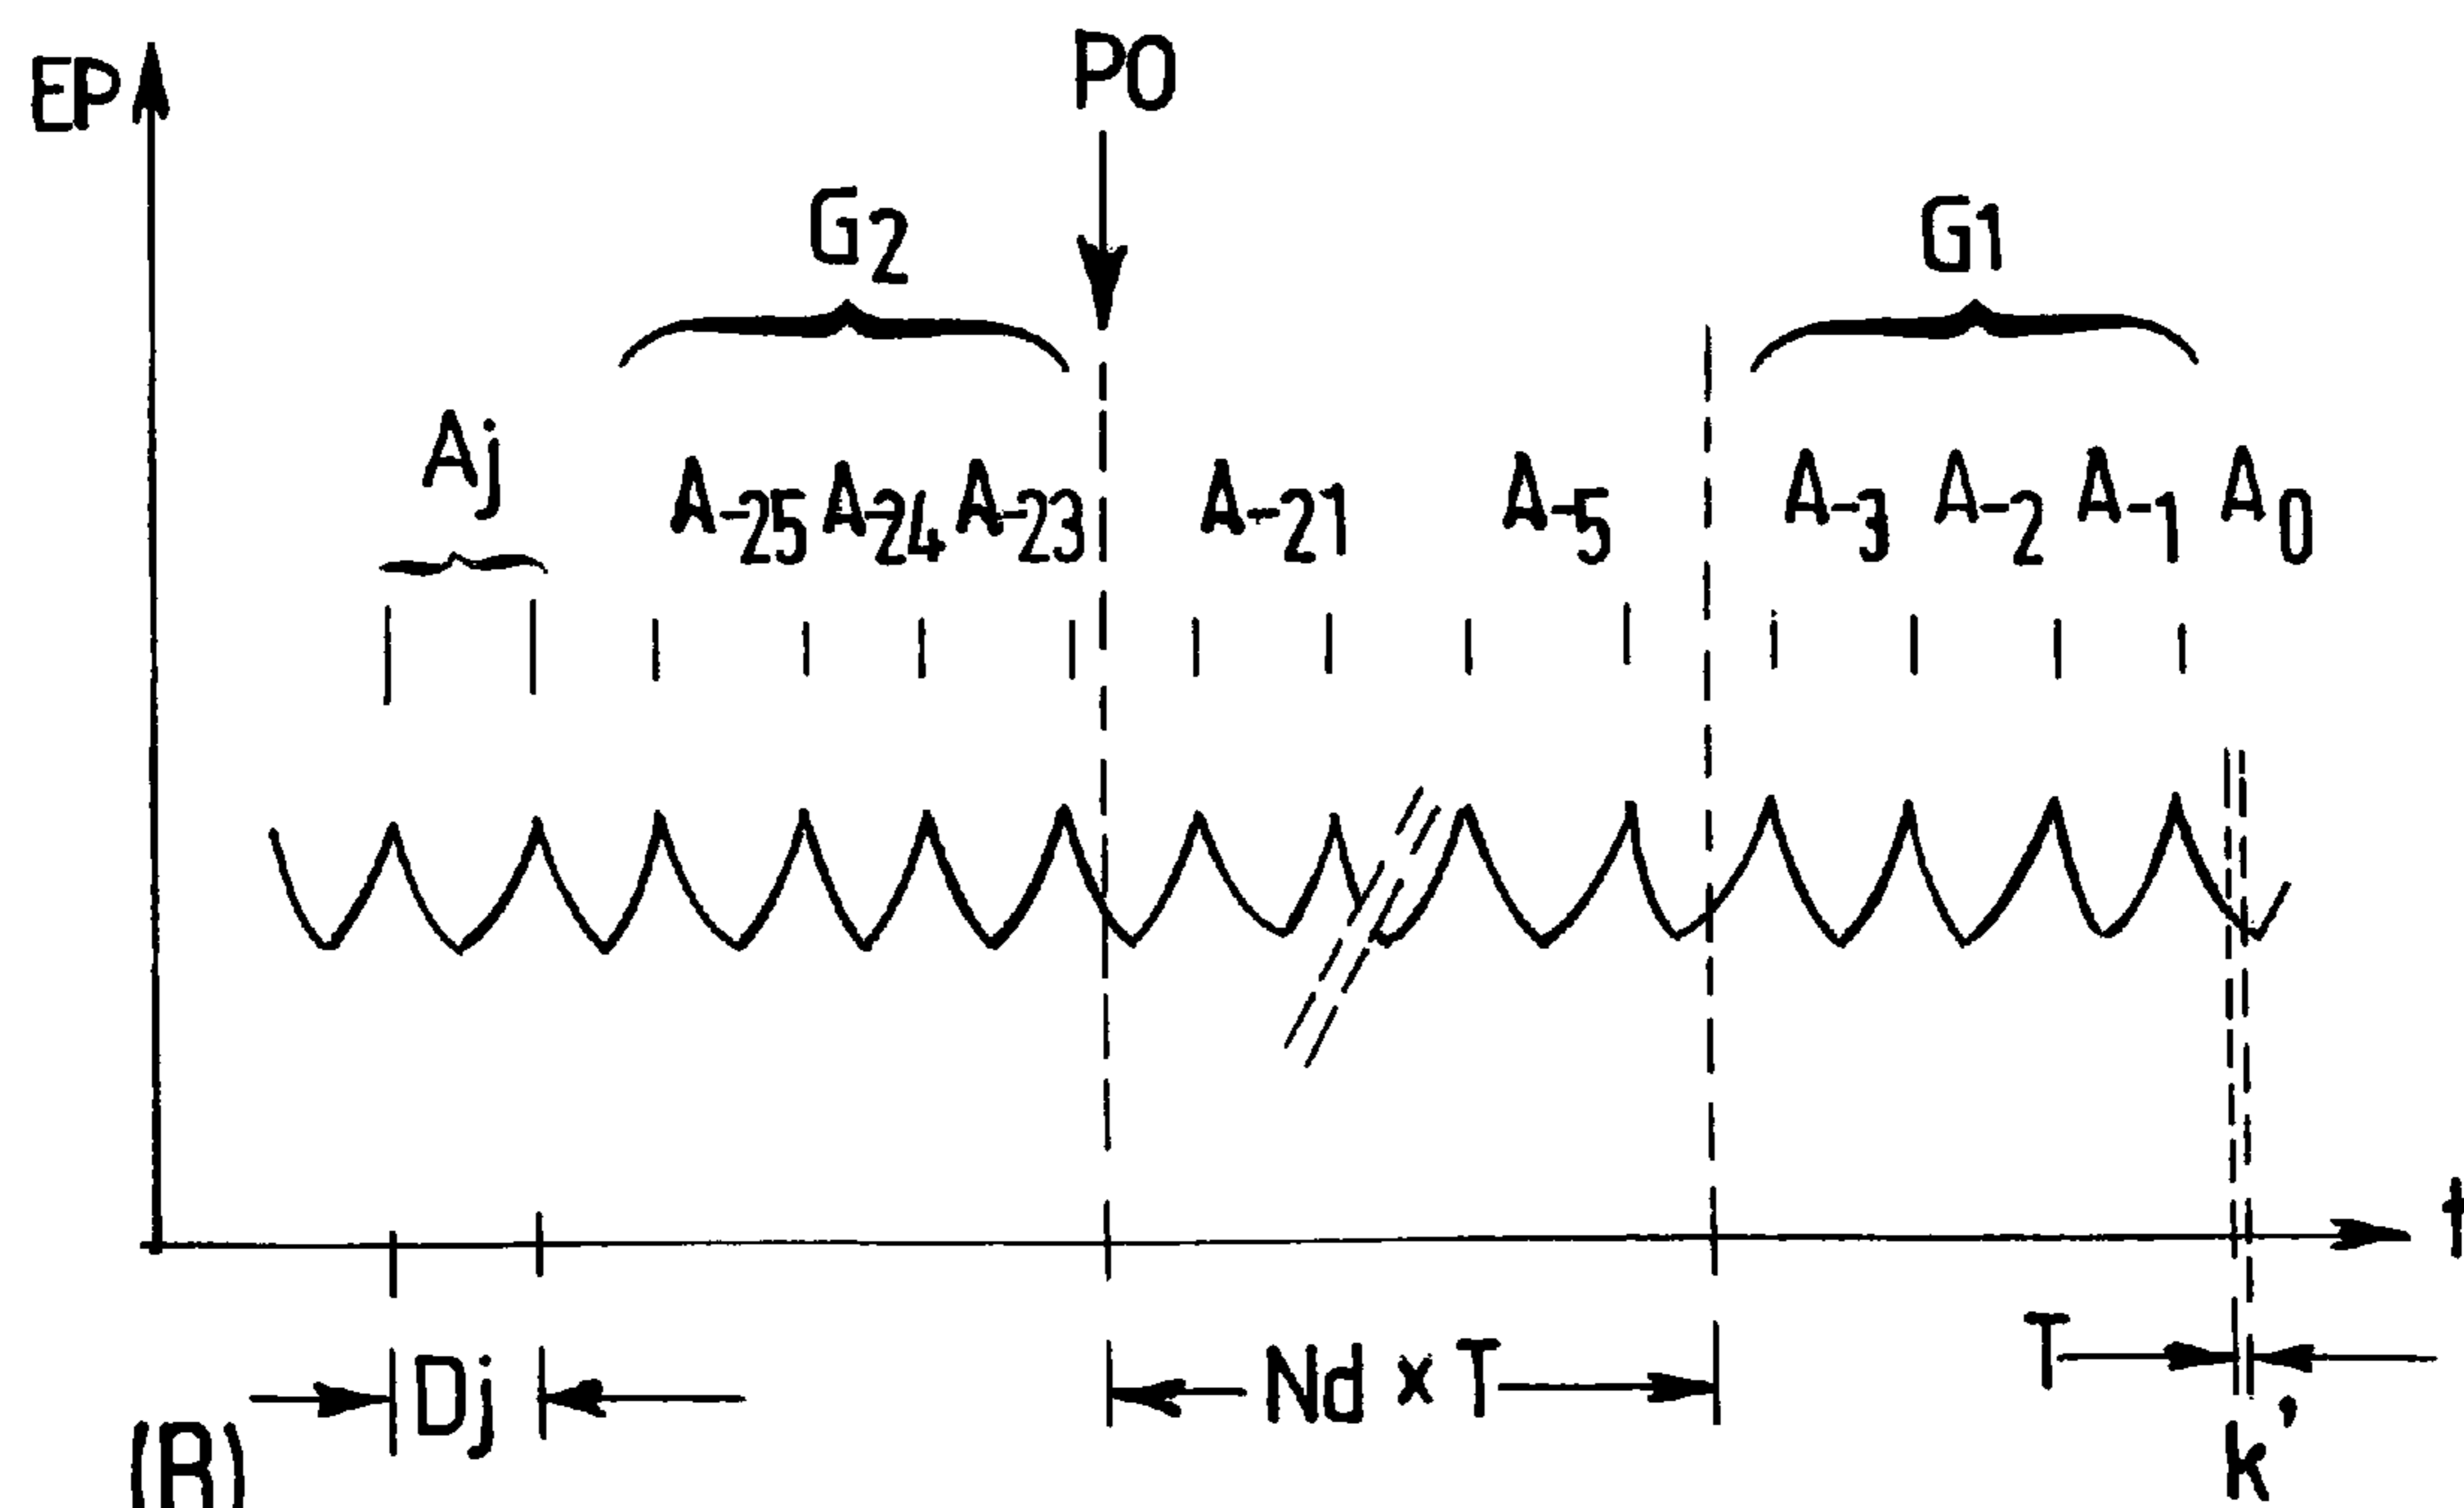 EP
PO
G2
G1
Aj
A-25 A-24 A-23 A-21 A-5 A-3 A-2 A-1 A0
t
Dj
Nd x T
T
k'
(B)